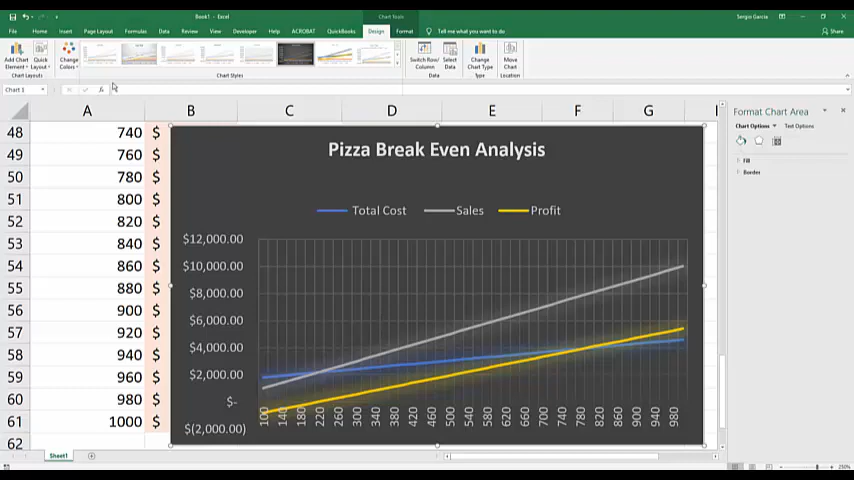 Book1 - Excel
Chart Tools
Sergio Garcia
File Home Insert Page Layout Formulas Data Review View Developer Help ACROBAT QuickBooks Design Format Tell me what you want to do
Share
Add Chart Element
Quick Layout
Change Colors
Switch Row/Column
Select Data
Change Chart Type
Move Chart
Chart Layouts
Chart Styles
Data
Type
Location
Chart 1
fx
A B C D E F G
48 740 $
49 760 $
50 780 $
51 800 $
52 820 $
53 840 $
54 860 $
55 880 $
56 900 $
57 920 $
58 940 $
59 960 $
60 980 $
61 1000 $
62
Pizza Break Even Analysis
Total Cost Sales Profit
$12,000.00
$10,000.00
$8,000.00
$6,000.00
$4,000.00
$2,000.00
$-
$(2,000.00)
100 140 180 220 260 300 340 380 420 460 500 540 580 620 660 700 740 780 820 860 900 940 980
Format Chart Area
Chart Options Text Options
Fill
Border
Sheet1
250%